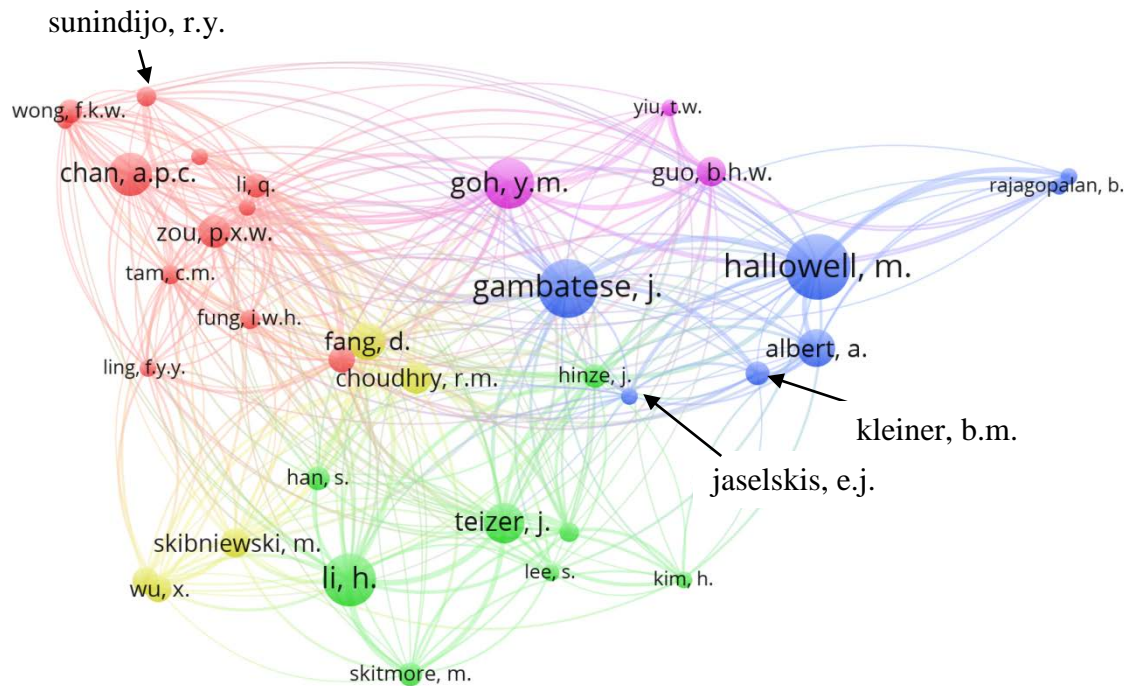 sunindijo, r.y.
wong, f.k.w.
yiu, t.w.
chan, a.p.c.
li, q.
goh, y.m.
guo, b.h.w.
rajagopalan, b.
zou, p.x.w.
tam, c.m.
gambatese, j.
hallowell, m.
fung, i.w.h.
fang, d.
albert, a.
ling, f.y.y.
choudhry, r.m.
hinze, j.
kleiner, b.m.
jaselskis, e.j.
han, s.
teizer, j.
skibniewski, m.
lee, s.
kim, h.
li, h.
wu, x.
skitmore, m.